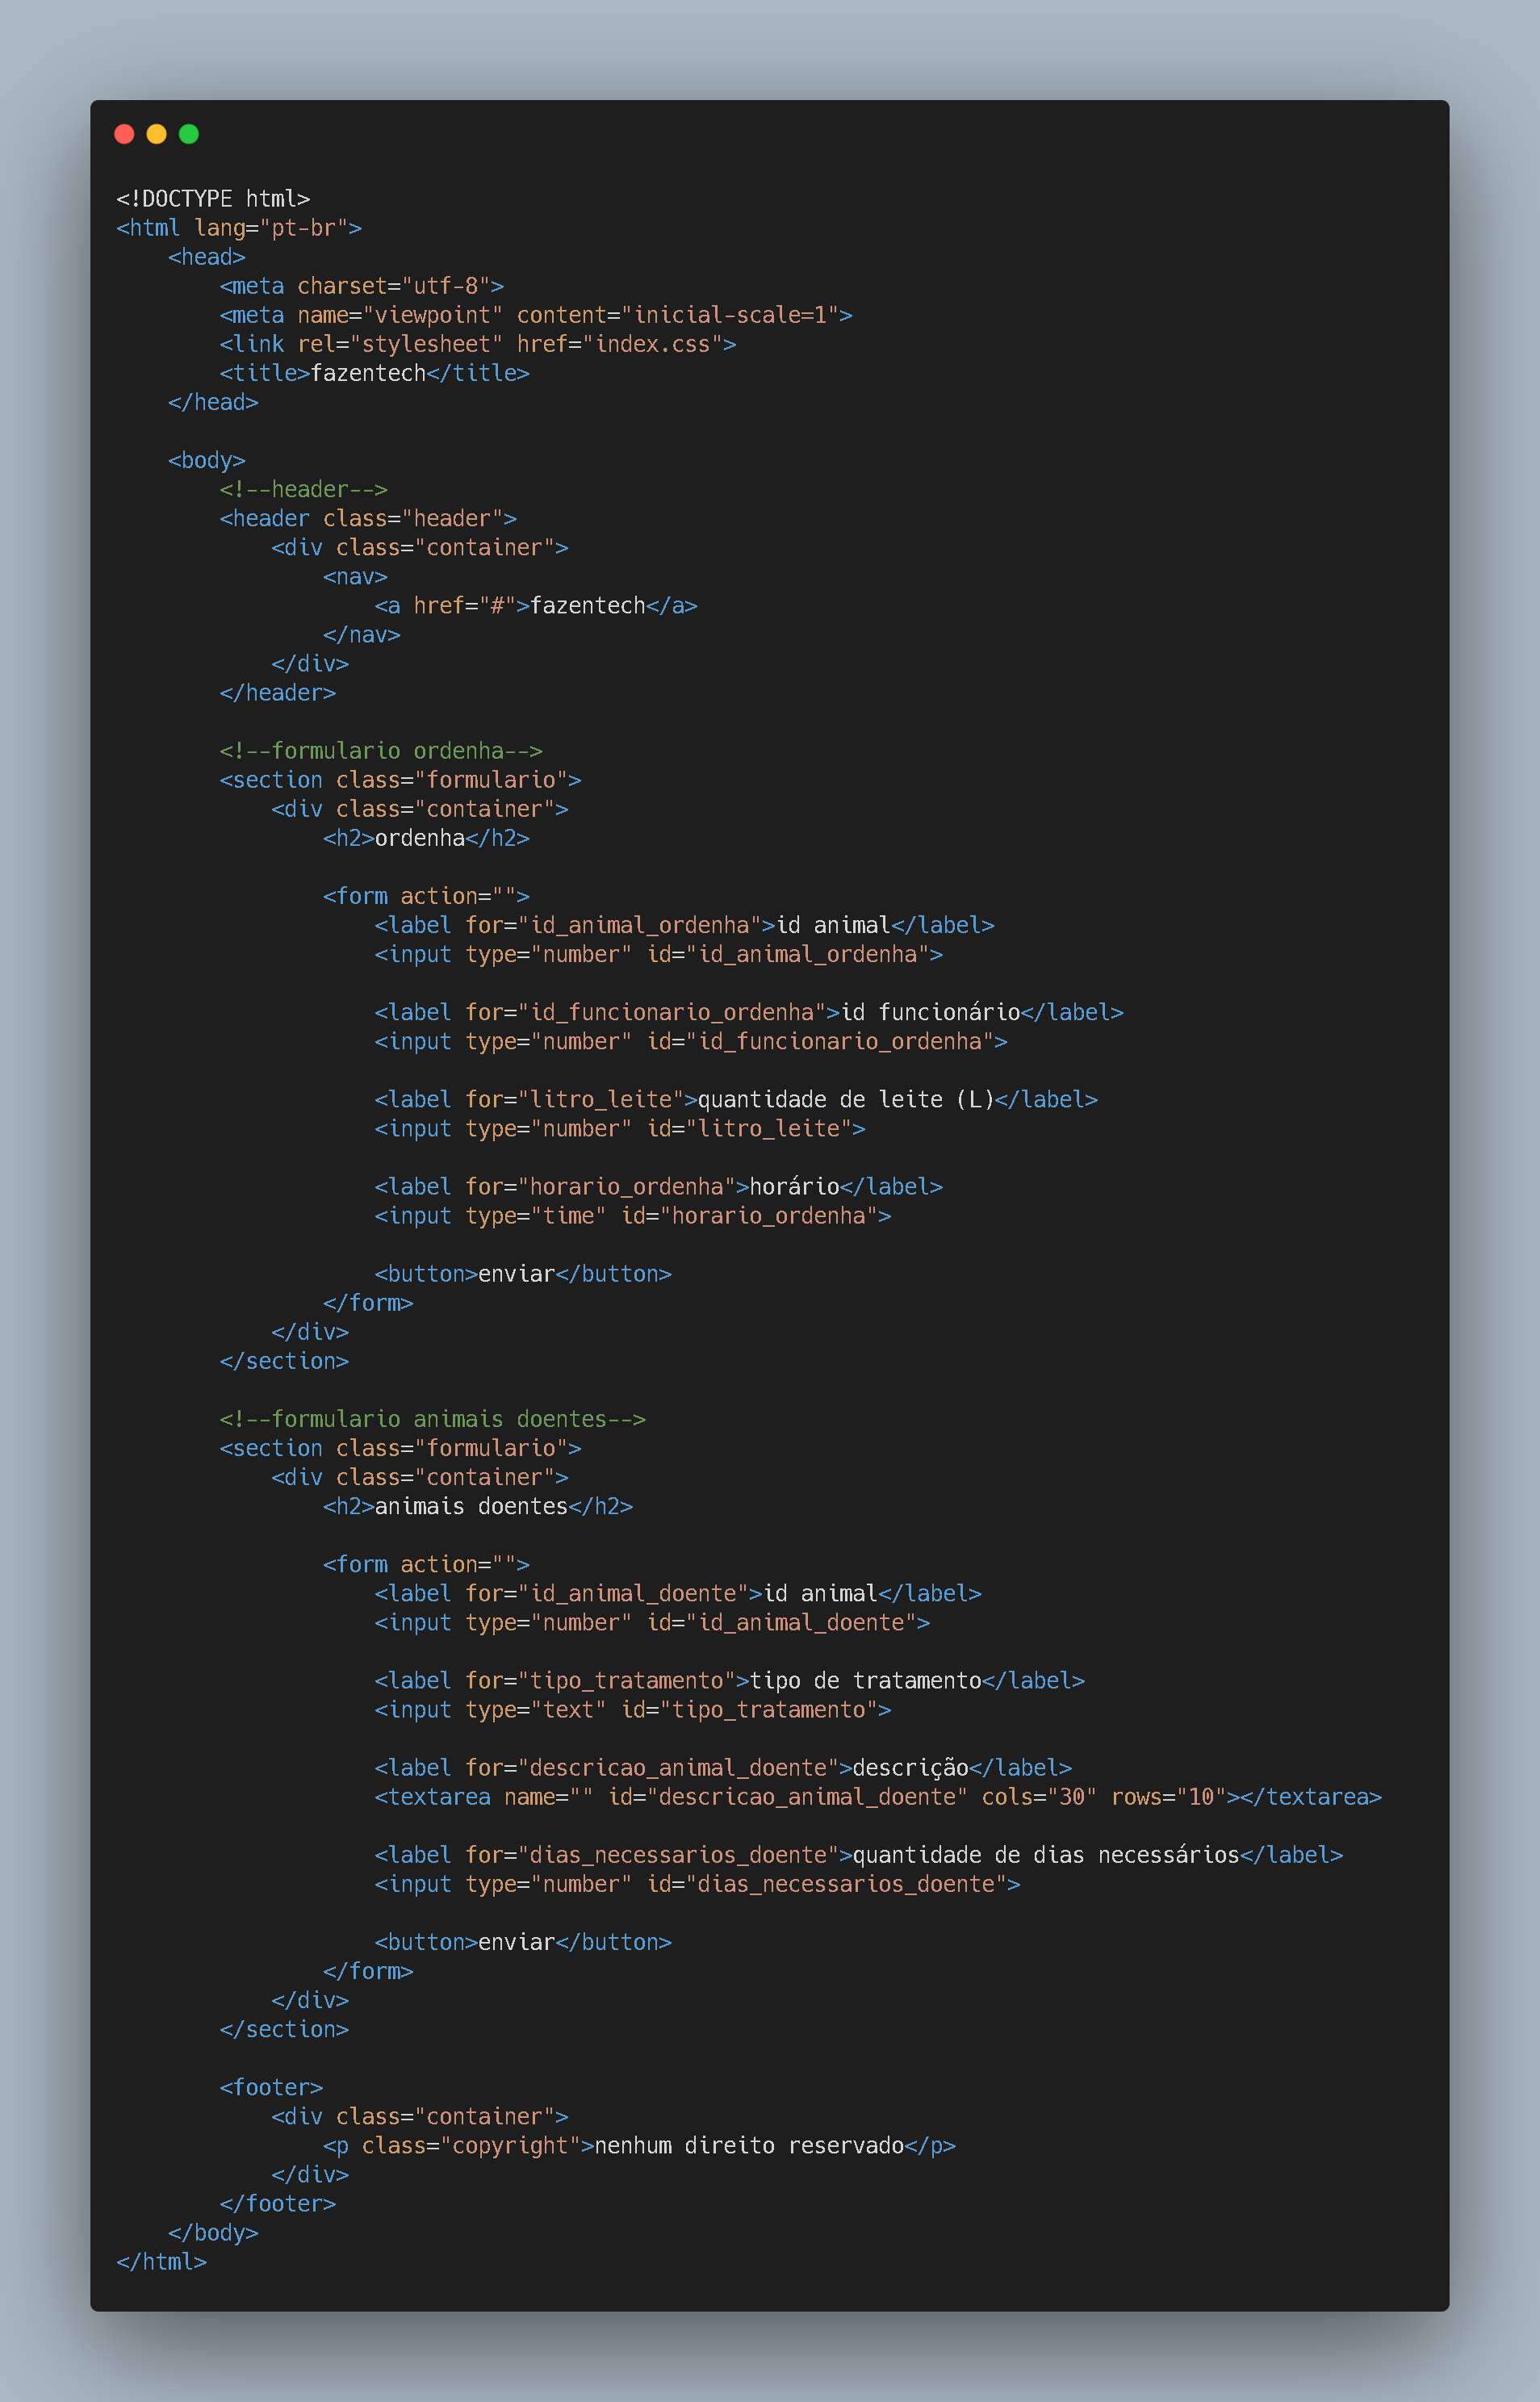 <!DOCTYPE html>
<html lang="pt-br">
    <head>
        <meta charset="utf-8">
        <meta name="viewpoint" content="inicial-scale=1">
        <link rel="stylesheet" href="index.css">
        <title>fazentech</title>
    </head>

    <body>
        <!--header-->
        <header class="header">
            <div class="container">
                <nav>
                    <a href="#">fazentech</a>
                </nav>
            </div>
        </header>

        <!--formulario ordenha-->
        <section class="formulario">
            <div class="container">
                <h2>ordenha</h2>

                <form action="">
                    <label for="id_animal_ordenha">id animal</label>
                    <input type="number" id="id_animal_ordenha">

                    <label for="id_funcionario_ordenha">id funcionário</label>
                    <input type="number" id="id_funcionario_ordenha">

                    <label for="litro_leite">quantidade de leite (L)</label>
                    <input type="number" id="litro_leite">

                    <label for="horario_ordenha">horário</label>
                    <input type="time" id="horario_ordenha">

                    <button>enviar</button>
                </form>
            </div>
        </section>

        <!--formulario animais doentes-->
        <section class="formulario">
            <div class="container">
                <h2>animais doentes</h2>

                <form action="">
                    <label for="id_animal_doente">id animal</label>
                    <input type="number" id="id_animal_doente">

                    <label for="tipo_tratamento">tipo de tratamento</label>
                    <input type="text" id="tipo_tratamento">

                    <label for="descricao_animal_doente">descrição</label>
                    <textarea name="" id="descricao_animal_doente" cols="30" rows="10"></textarea>

                    <label for="dias_necessarios_doente">quantidade de dias necessários</label>
                    <input type="number" id="dias_necessarios_doente">

                    <button>enviar</button>
                </form>
            </div>
        </section>

        <footer>
            <div class="container">
                <p class="copyright">nenhum direito reservado</p>
            </div>
        </footer>
    </body>
</html>